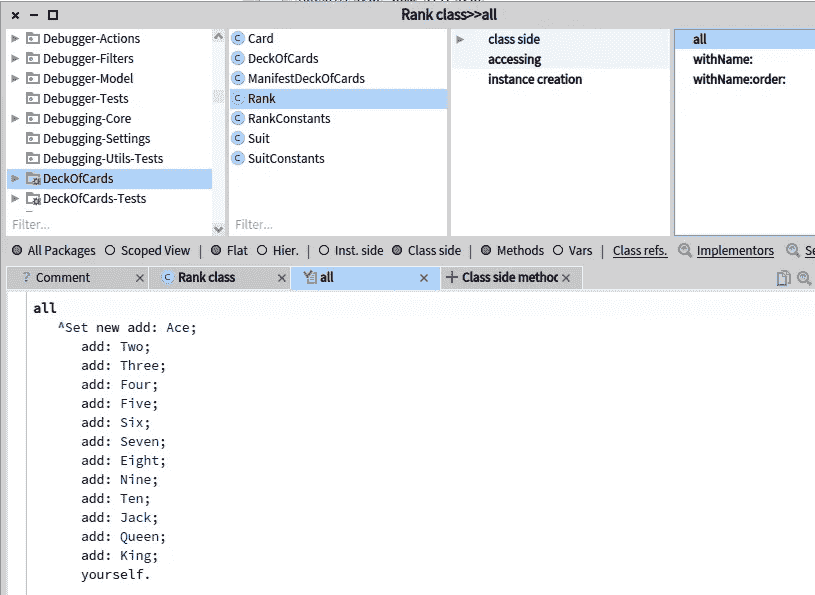 Rank class>>all
Debugger-Actions
Debugger-Filters
Debugger-Model
Debugger-Tests
Debugging-Core
Debugging-Settings
Debugging-Utils-Tests
DeckOfCards
DeckOfCards-Tests
Filter...
Card
DeckOfCards
ManifestDeckOfCards
Rank
RankConstants
Suit
SuitConstants
Filter...
class side
accessing
instance creation
all
withName:
withName:order:
All Packages Scoped View | Flat Hier. | Inst. side Class side | Methods Vars | Class refs. Implementors
? Comment × Rank class × all × + Class side methoc ×
all
^Set new add: Ace;
add: Two;
add: Three;
add: Four;
add: Five;
add: Six;
add: Seven;
add: Eight;
add: Nine;
add: Ten;
add: Jack;
add: Queen;
add: King;
yourself.